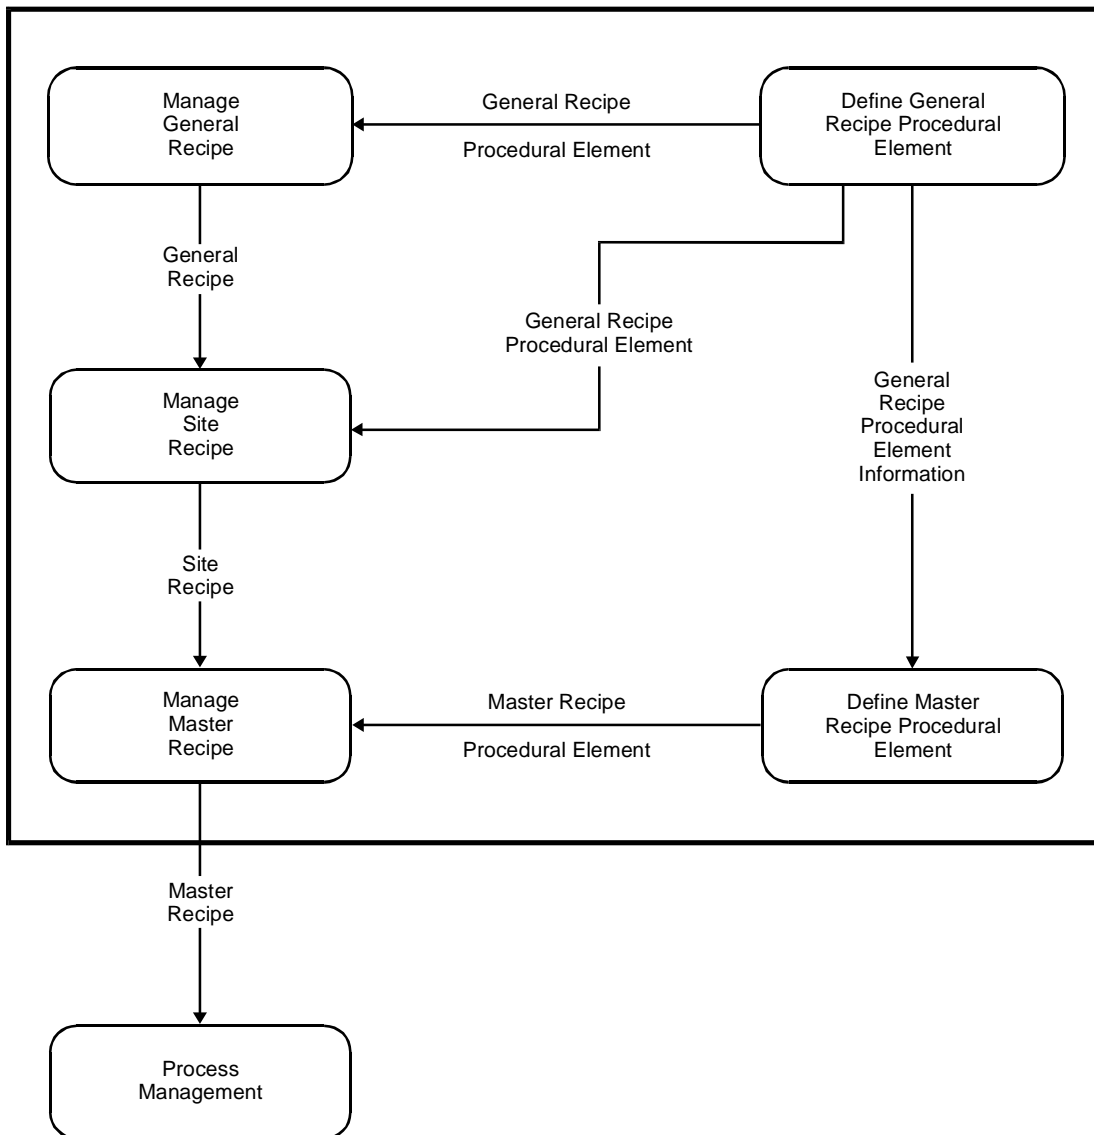 Manage
General
Recipe
General Recipe
Procedural Element
Define General
Recipe Procedural
Element
General
Recipe
General Recipe
Procedural Element
General
Recipe
Procedural
Element
Information
Manage
Site
Recipe
Site
Recipe
Manage
Master
Recipe
Master Recipe
Procedural Element
Define Master
Recipe Procedural
Element
Master
Recipe
Process
Management